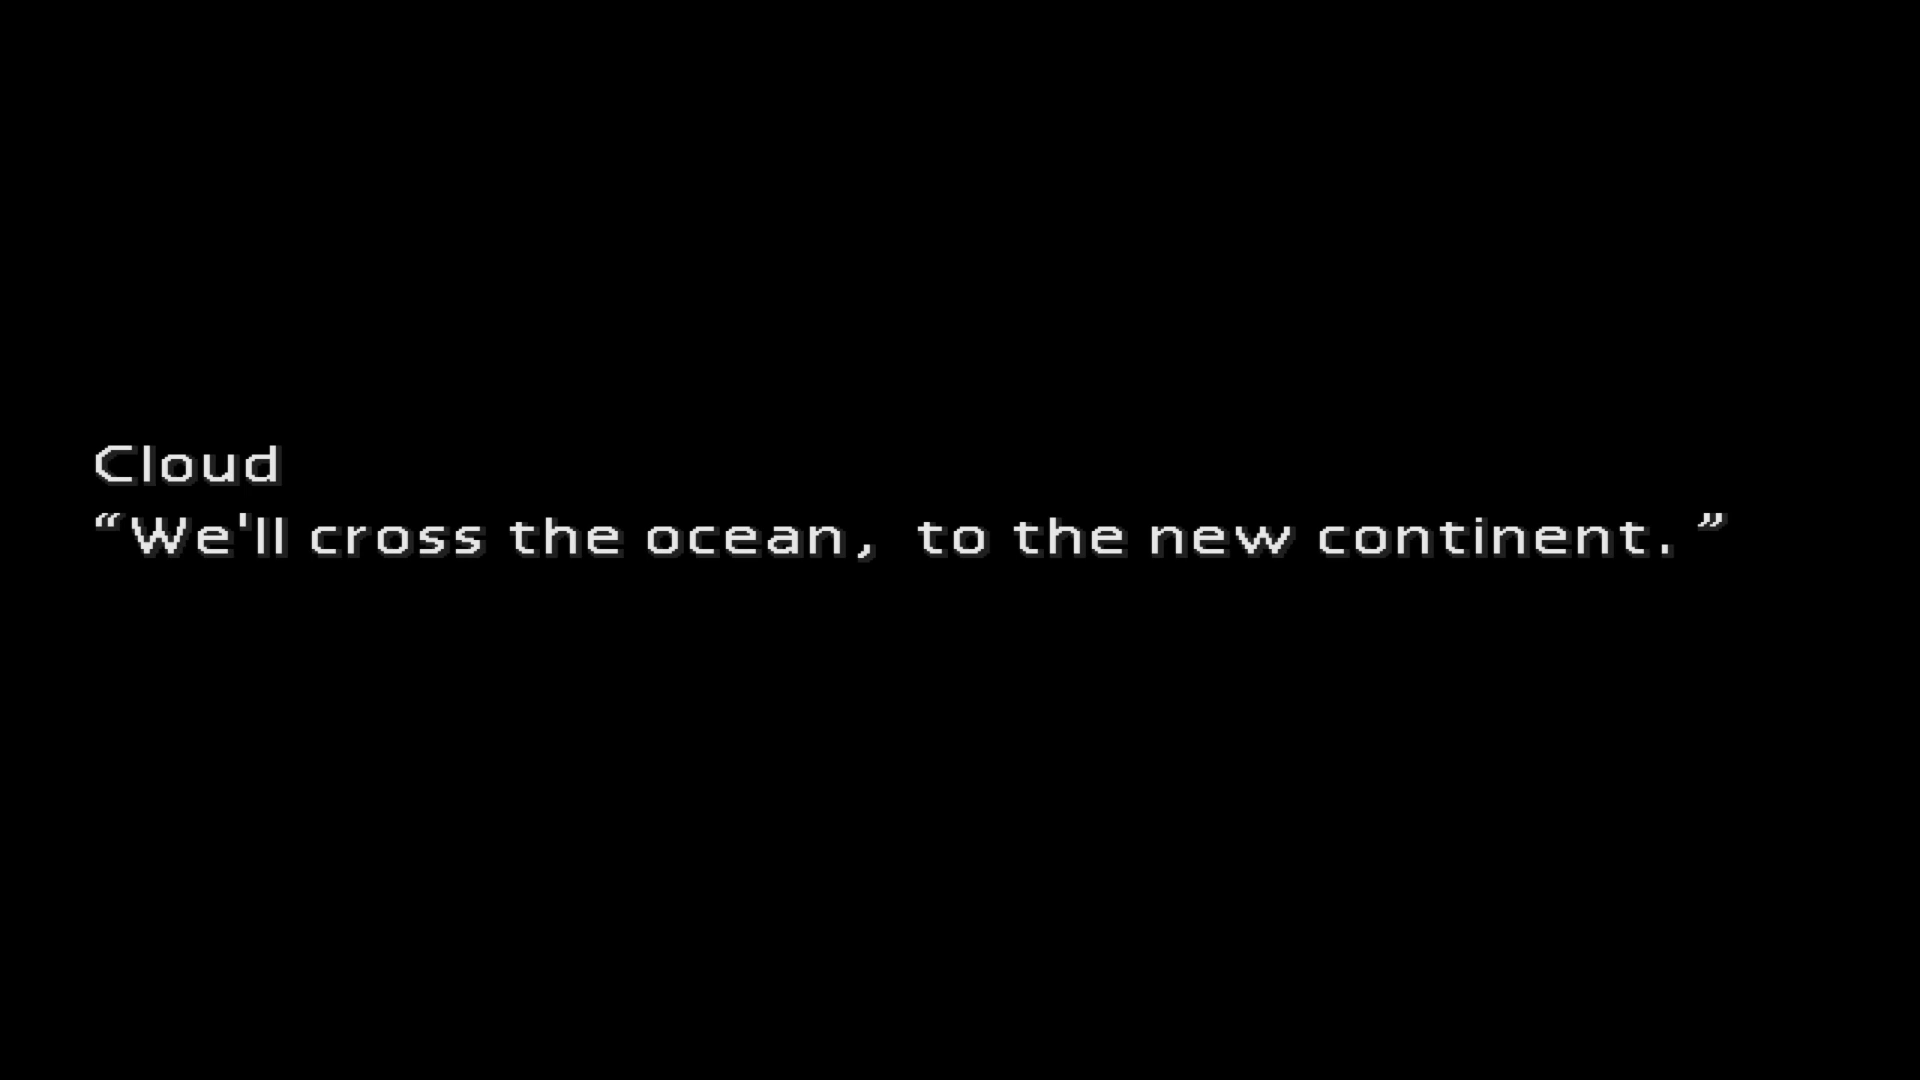 Cloud
“We'll cross the ocean, to the new continent.”